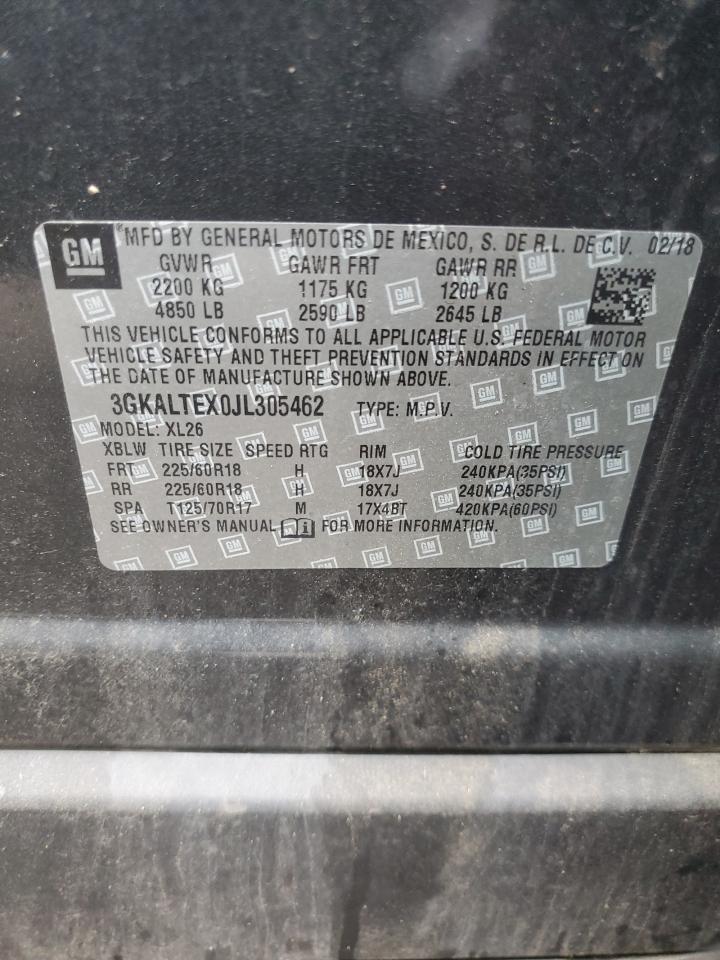 GM ®MFD BY GENERAL MOTORS DE MEXICO, S. DE R.L. DE C.V. 02/18
GVWR GAWR FRT GAWR RR
2200 KG 1175 KG 1200 KG
4850 LB 2590 LB 2645 LB
THIS VEHICLE CONFORMS TO ALL APPLICABLE U.S. FEDERAL MOTOR
VEHICLE SAFETY AND THEFT PREVENTION STANDARDS IN EFFECT ON
THE DATE OF MANUFACTURE SHOWN ABOVE.
3GKALTEX0JL305462 TYPE: M.P.V.
MODEL: XL26
XBLW TIRE SIZE SPEED RTG RIM COLD TIRE PRESSURE
FRT 225/60R18 H 18X7J 240KPA(35PSI)
RR 225/60R18 H 18X7J 240KPA(35PSI)
SPA T125/70R17 M 17X4BT 420KPA(60PSI)
SEE OWNER'S MANUAL FOR MORE INFORMATION.